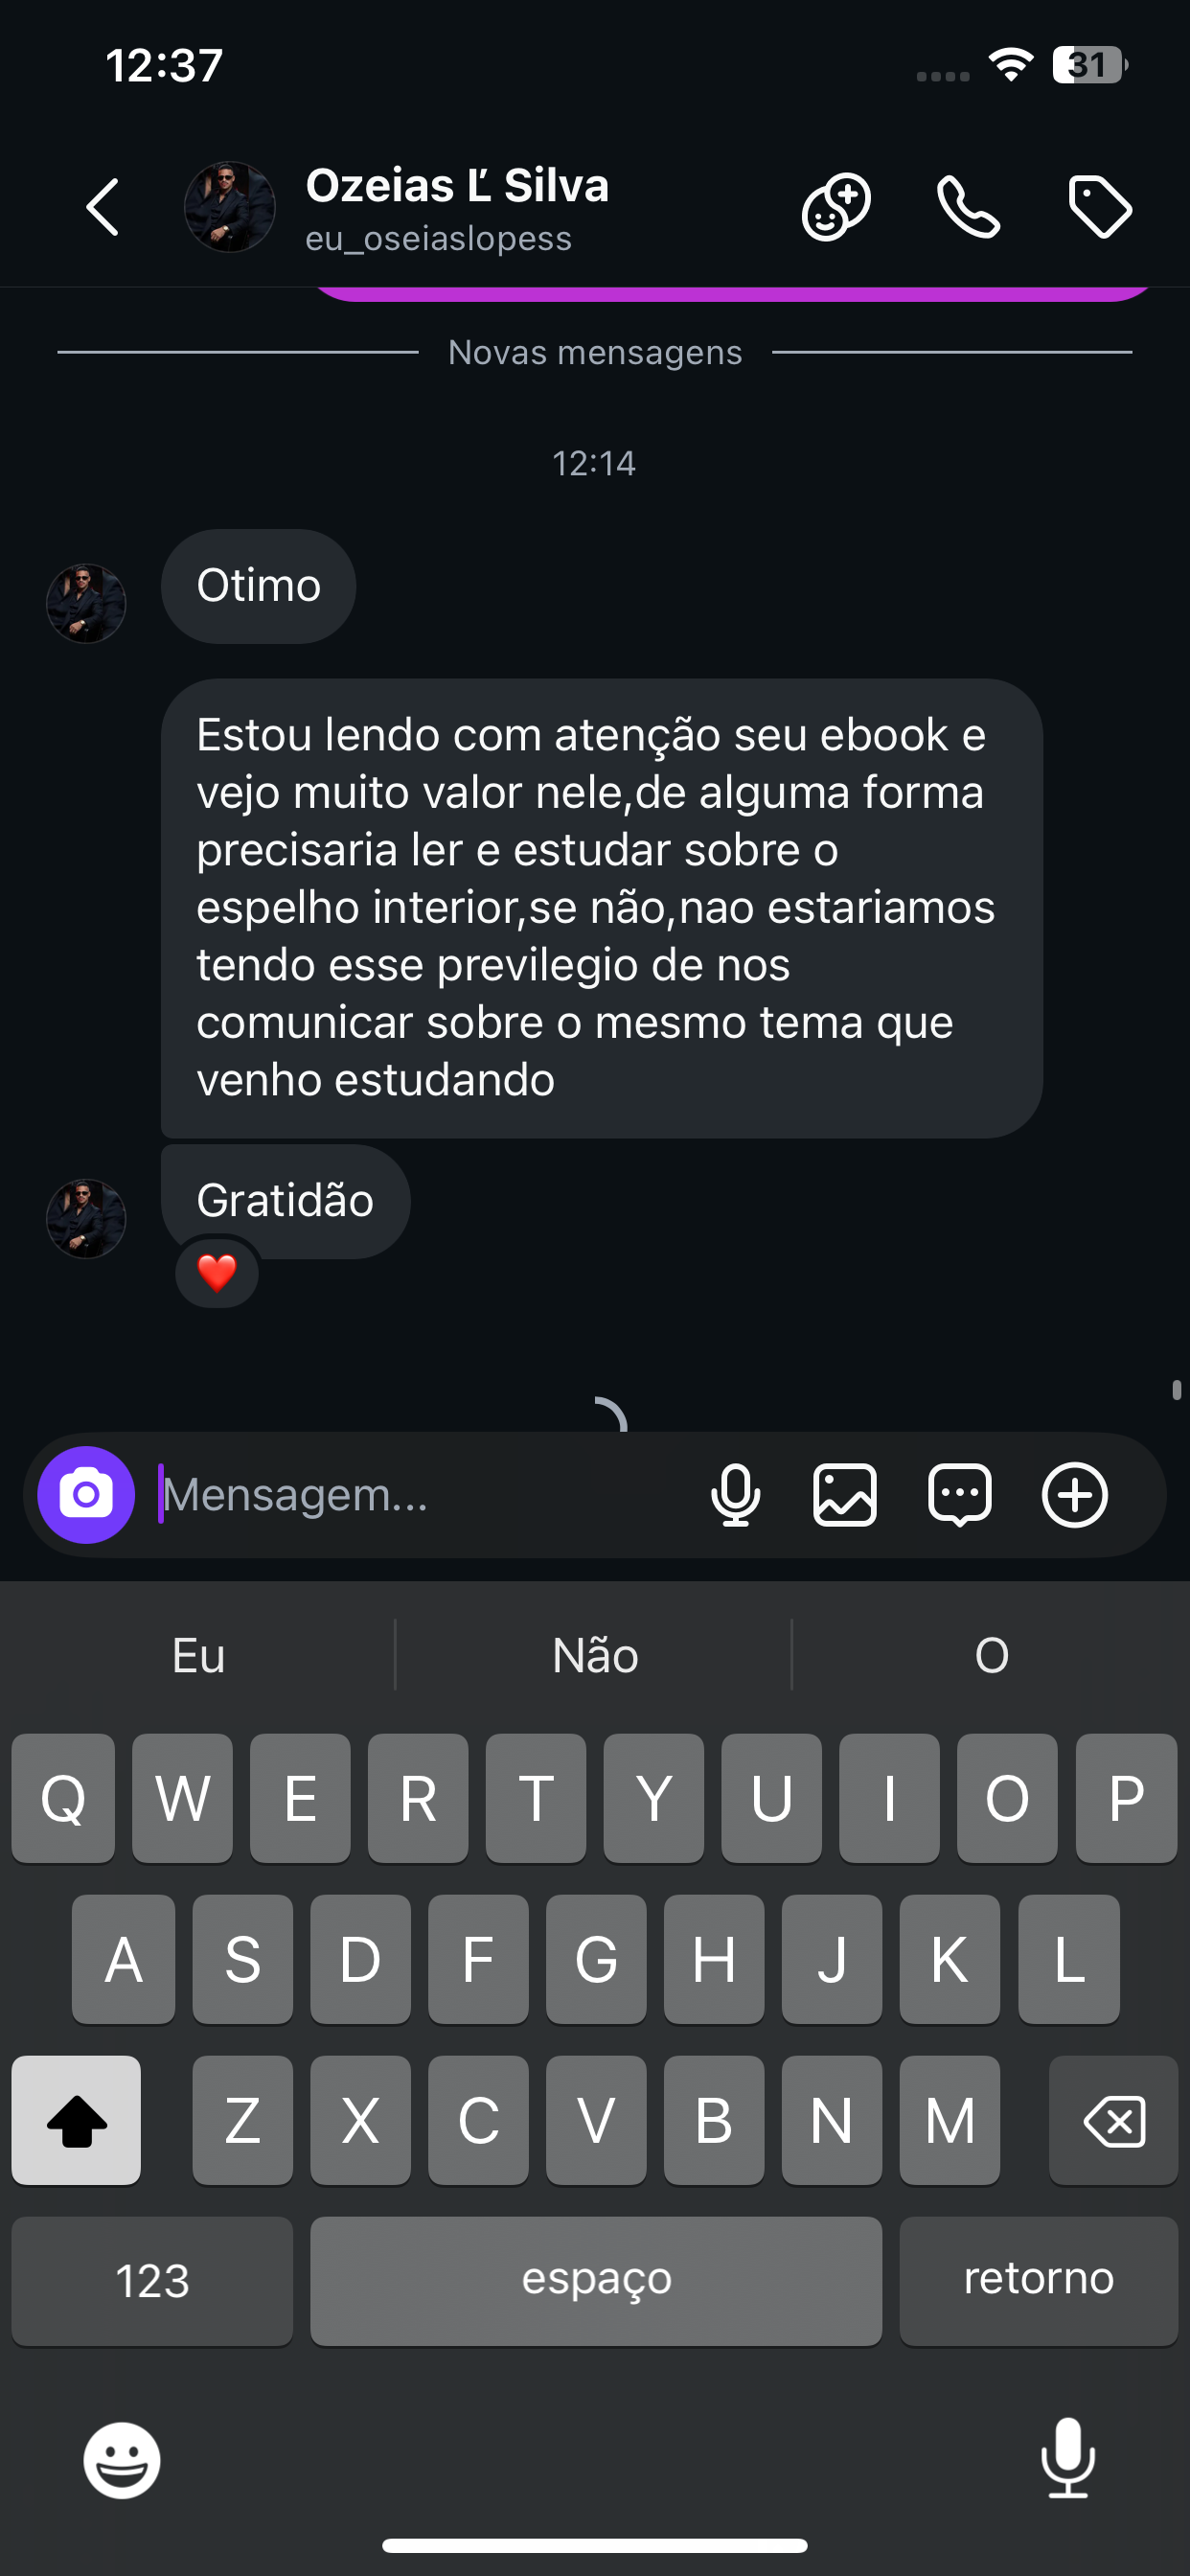 12:37
31
Ozeias Ľ Silva
eu_oseiaslopess
Novas mensagens
12:14
Otimo
Estou lendo com atenção seu ebook e
vejo muito valor nele,de alguma forma
precisaria ler e estudar sobre o
espelho interior,se não,nao estariamos
tendo esse previlegio de nos
comunicar sobre o mesmo tema que
venho estudando
Gratidão
Mensagem...
Eu Não O
Q W E R T Y U I O P
A S D F G H J K L
Z X C V B N M
123 espaço retorno